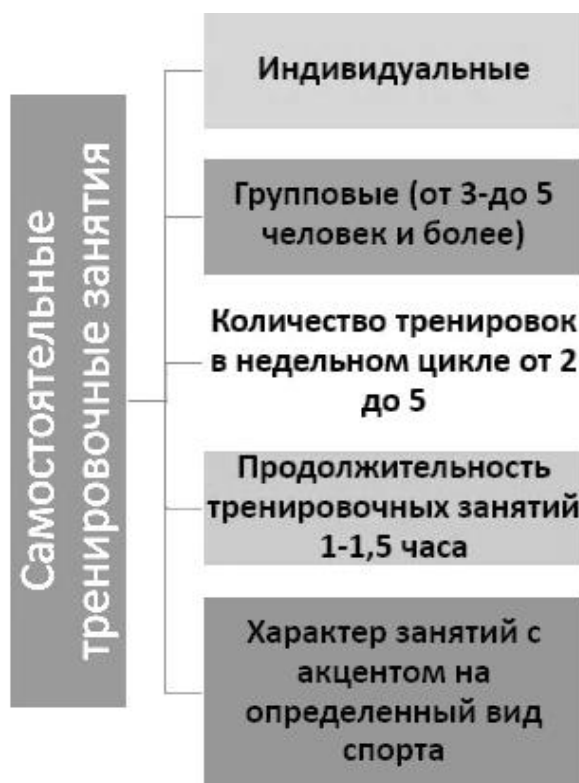 Самостоятельные
тренировочные занятия
Индивидуальные
Групповые (от 3-до 5
человек и более)
Количество тренировок
в недельном цикле от 2
до 5
Продолжительность
тренировочных занятий
1-1,5 часа
Характер занятий с
акцентом на
определенный вид
спорта